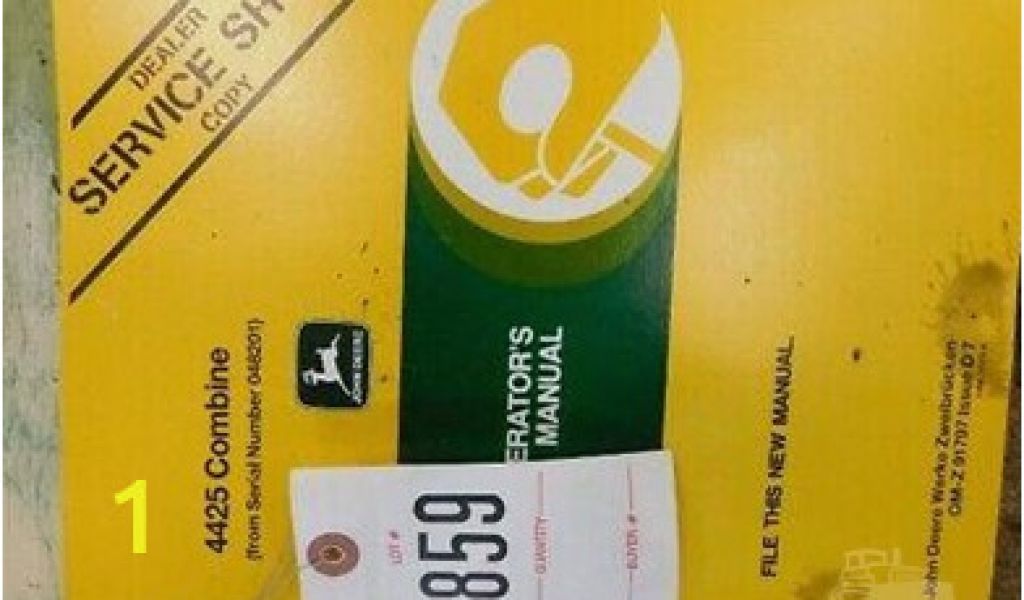 DEALER
SERVICE SH
COPY
4425 Combine
(from Serial Number 048201)
JOHN DEERE
ERATOR'S
MANUAL
LOT #
859
QUANTITY
BUYER #
FILE THIS NEW MANUAL.
John Deere Werke Zweibrücken
OM-Z 91797 Issue D7
1